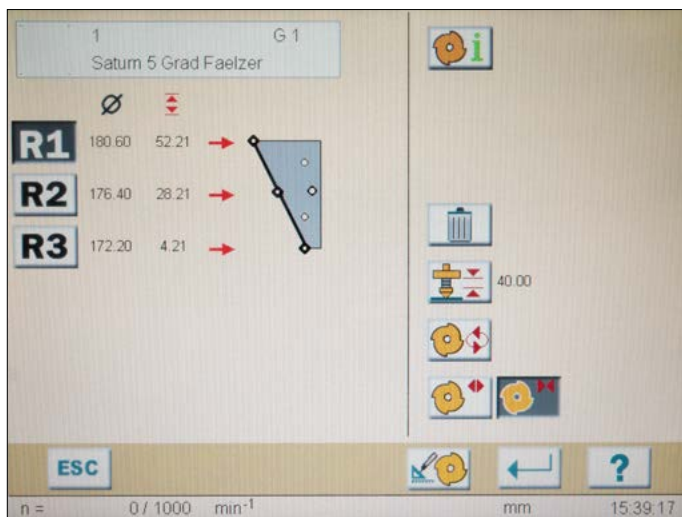 1 G 1
Saturn 5 Grad Faelzer
Ø
R1 180.60 52.21
R2 176.40 28.21
R3 172.20 4.21
i
40.00
ESC ?
n = 0 / 1000 min-1 mm 15:39:17